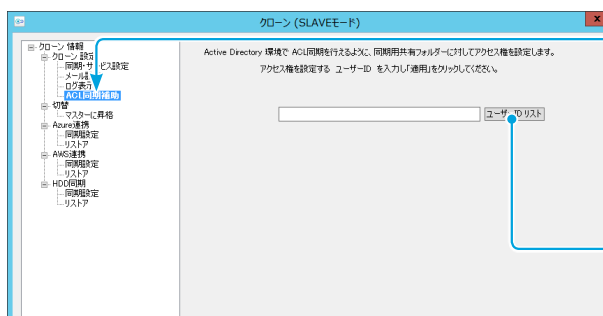 クローン (SLAVEモード)
クローン 情報
クローン 設定
同期・サービス設定
メール
ログ表示
ACL同期補助
切替
マスターに昇格
Azure連携
同期設定
リストア
AWS連携
同期設定
リストア
HDD同期
同期設定
リストア
Active Directory 環境で ACL同期を行えるように、同期用共有フォルダーに対してアクセス権を設定します。
アクセス権を設定する ユーザーID を入力し「適用」をクリックしてください。
ユーザーID リスト